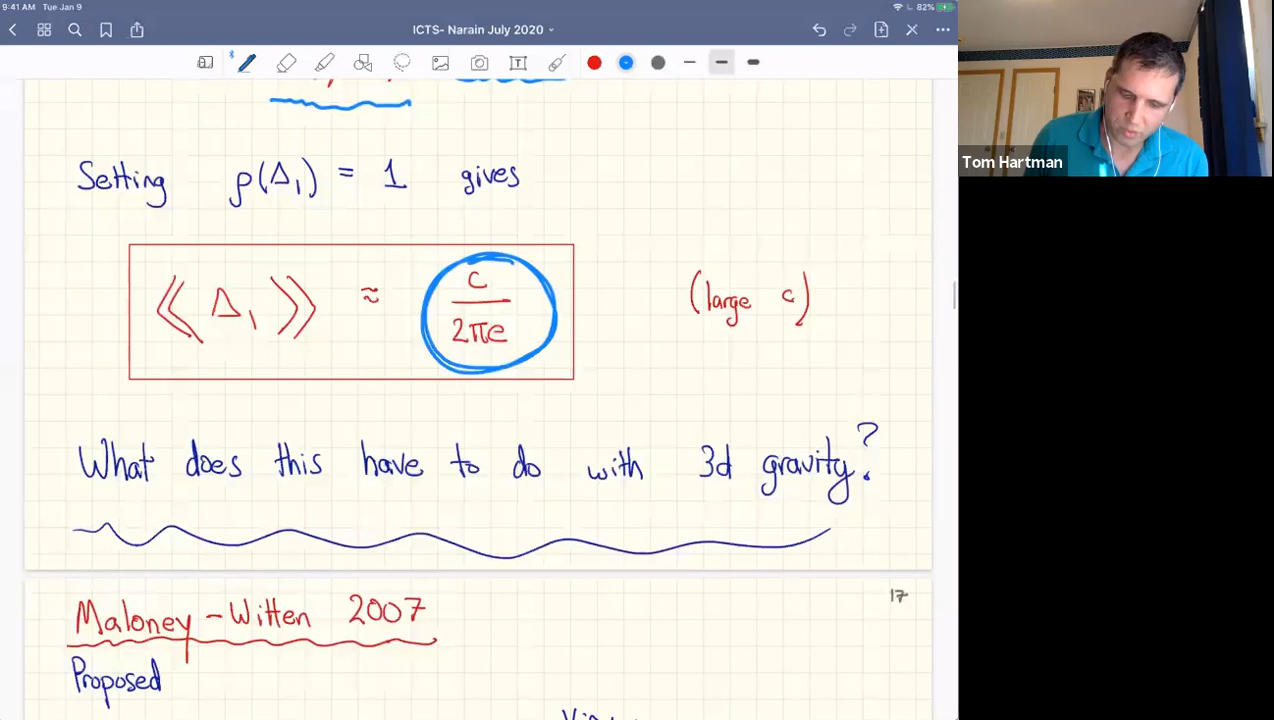 9:41 AM Tue Jan 9
82%
ICTS- Narain July 2020
Tom Hartman
Setting ρ(Δ₁) = 1 gives
⟪ Δ₁ ⟫ ≈ c/2πe (large c)
What does this have to do with 3d gravity?
17
Maloney-Witten 2007
Proposed